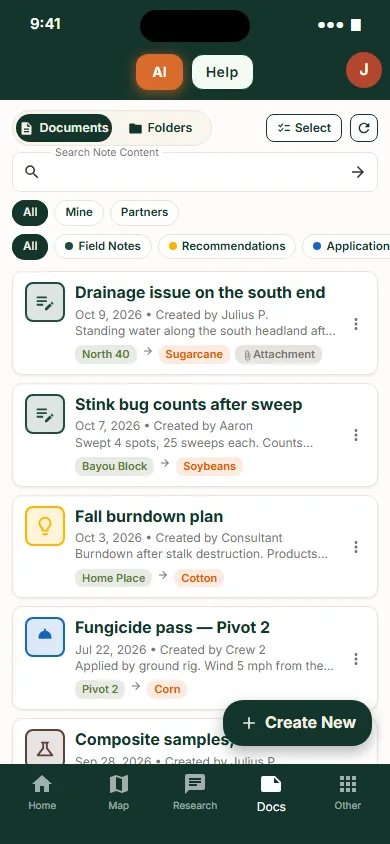 9:41
AI
Help
J
Documents
Folders
Select
Search Note Content
All
Mine
Partners
All
Field Notes
Recommendations
Application
Drainage issue on the south end
Oct 9, 2026 • Created by Julius P.
Standing water along the south headland aft...
North 40 → Sugarcane Attachment
Stink bug counts after sweep
Oct 7, 2026 • Created by Aaron
Swept 4 spots, 25 sweeps each. Counts...
Bayou Block → Soybeans
Fall burndown plan
Oct 3, 2026 • Created by Consultant
Burndown after stalk destruction. Products...
Home Place → Cotton
Fungicide pass — Pivot 2
Jul 22, 2026 • Created by Crew 2
Applied by ground rig. Wind 5 mph from the...
Pivot 2 → Corn
Composite samples,
Sep 28, 2026 • Created by Julius P.
+ Create New
Home
Map
Research
Docs
Other